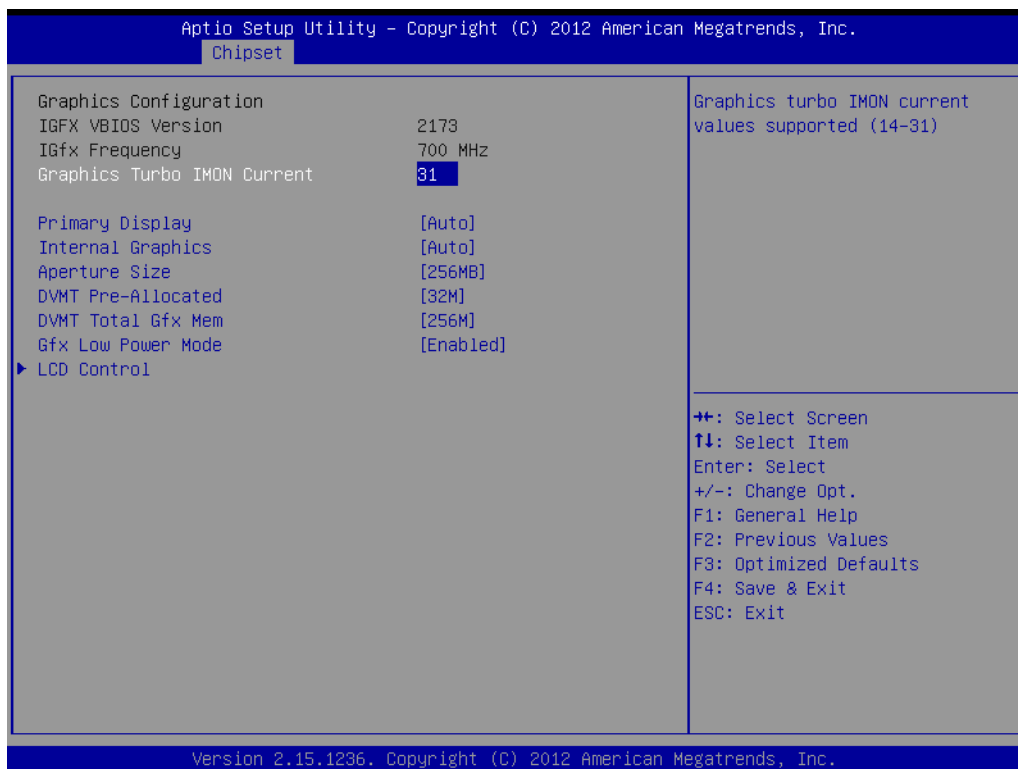 Aptio Setup Utility – Copyright (C) 2012 American Megatrends, Inc.
Chipset
Graphics Configuration
IGFX VBIOS Version 2173
IGfx Frequency 700 MHz
Graphics Turbo IMON Current 31
Primary Display [Auto]
Internal Graphics [Auto]
Aperture Size [256MB]
DVMT Pre-Allocated [32M]
DVMT Total Gfx Mem [256M]
Gfx Low Power Mode [Enabled]
LCD Control
Graphics turbo IMON current
values supported (14-31)
→←: Select Screen
↑↓: Select Item
Enter: Select
+/-: Change Opt.
F1: General Help
F2: Previous Values
F3: Optimized Defaults
F4: Save & Exit
ESC: Exit
Version 2.15.1236. Copyright (C) 2012 American Megatrends, Inc.